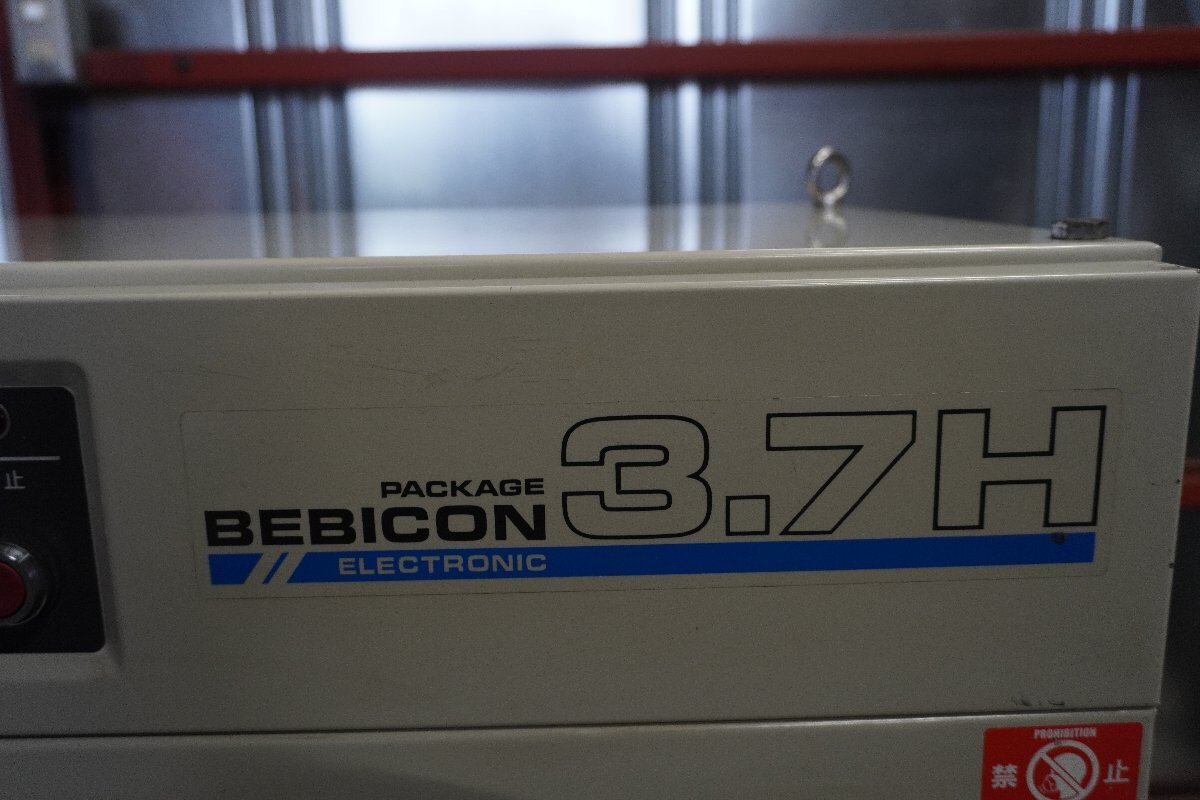 PACKAGE
BEBICON 3.7H
ELECTRONIC
止
PROHIBITION
禁 止